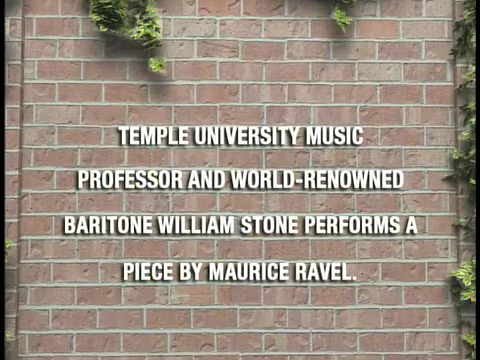 TEMPLE UNIVERSITY MUSIC
PROFESSOR AND WORLD-RENOWNED
BARITONE WILLIAM STONE PERFORMS A
PIECE BY MAURICE RAVEL.